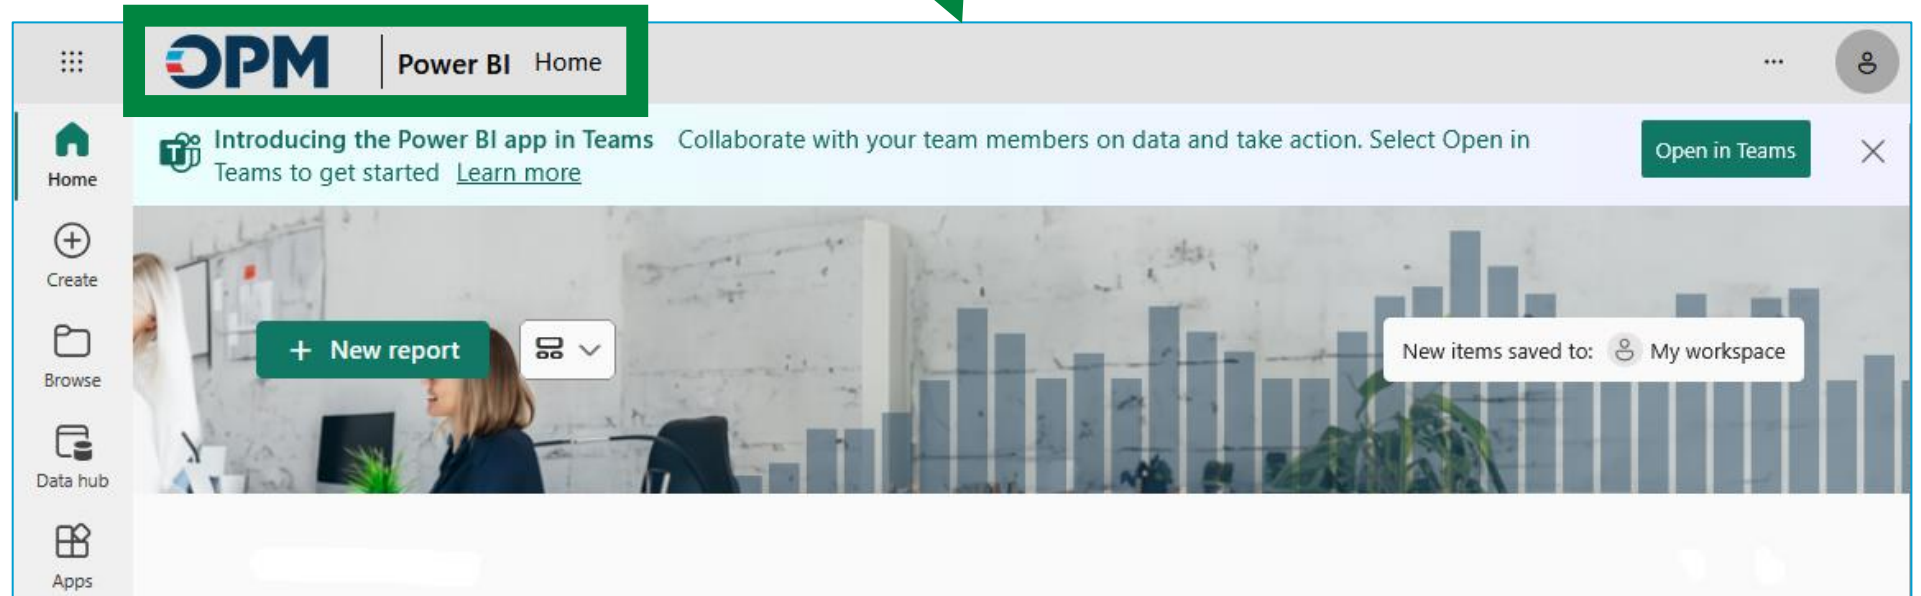 OPM Power BI Home
...
Introducing the Power BI app in Teams Collaborate with your team members on data and take action. Select Open in
Teams to get started Learn more
Open in Teams
Home
Create
Browse
Data hub
Apps
+ New report
New items saved to: My workspace